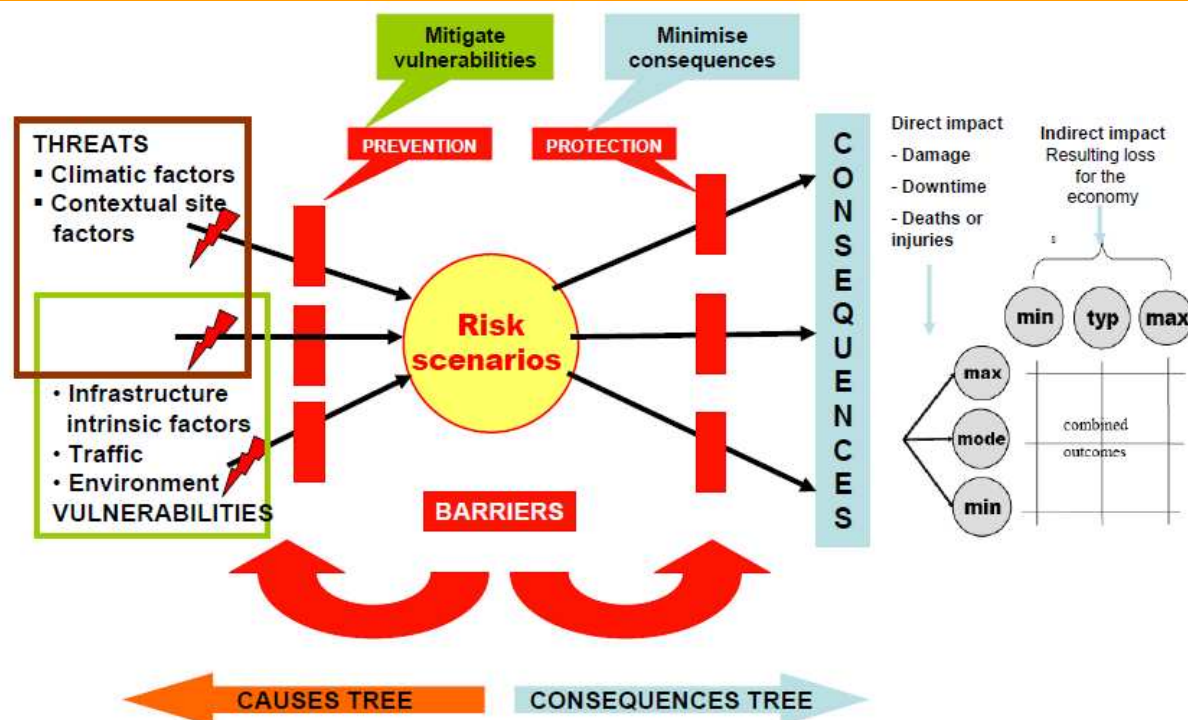 Mitigate
vulnerabilities
Minimise
consequences
PREVENTION
PROTECTION
THREATS
▪ Climatic factors
▪ Contextual site
factors
• Infrastructure
intrinsic factors
• Traffic
• Environment
VULNERABILITIES
Risk
scenarios
BARRIERS
C
O
N
S
E
Q
U
E
N
C
E
S
Direct impact
- Damage
- Downtime
- Deaths or
injuries
Indirect impact
Resulting loss
for the
economy
s
min typ max
max
mode
min
combined
outcomes
CAUSES TREE
CONSEQUENCES TREE